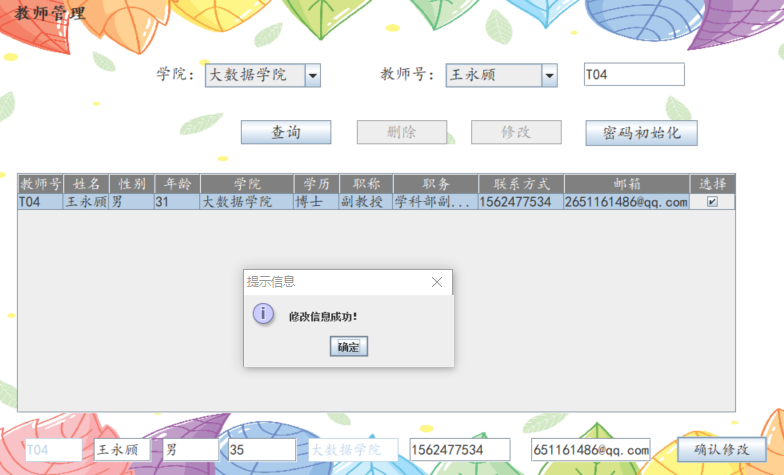 教师管理
学院： 大数据学院 教师号： 王永顾 T04
查询 删除 修改 密码初始化
教师号 姓名 性别 年龄 学院 学历 职称 职务 联系方式 邮箱 选择
T04 王永顾 男 31 大数据学院 博士 副教授 学科部副... 1562477534 2651161486@qq.com
提示信息
修改信息成功!
确定
T04 王永顾 男 35 大数据学院 1562477534 651161486@qq.com 确认修改